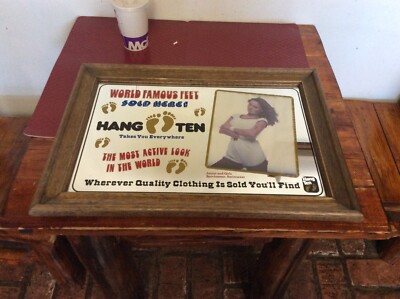 WORLD FAMOUS FEET
SOLD HERE!
HANG TEN
Takes You Everywhere
THE MOST ACTIVE LOOK
IN THE WORLD
Wherever Quality Clothing Is Sold You'll Find